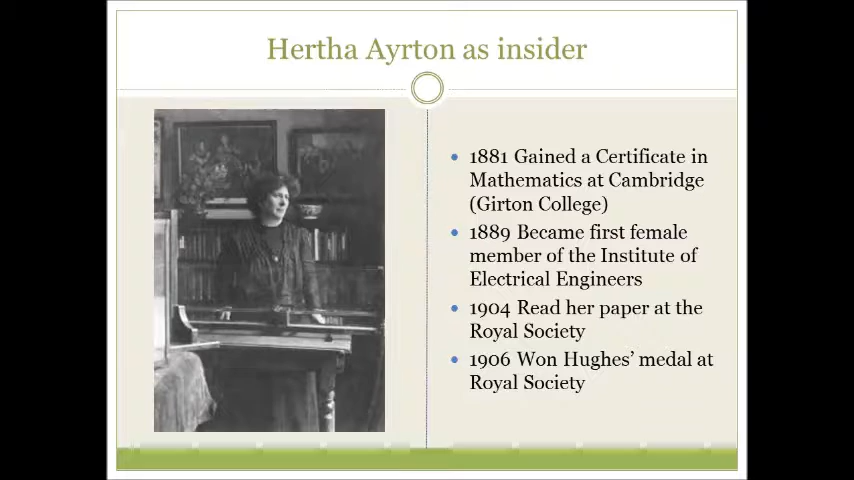 Hertha Ayrton as insider
• 1881 Gained a Certificate in
Mathematics at Cambridge
(Girton College)
• 1889 Became first female
member of the Institute of
Electrical Engineers
• 1904 Read her paper at the
Royal Society
• 1906 Won Hughes’ medal at
Royal Society